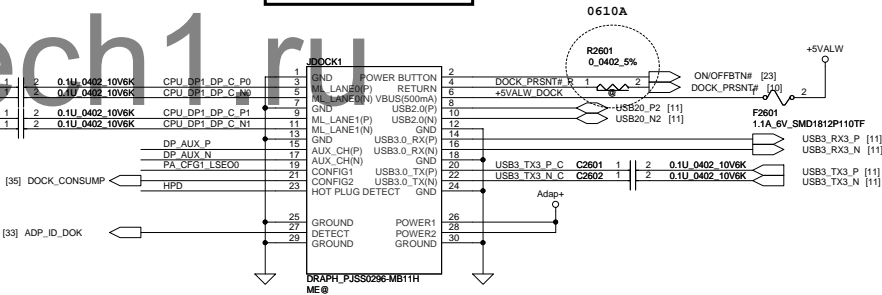 ech1.ru
0610A
JDOCK1
R2601
0_0402_5%
+5VALW
1 2 0.1U_0402_10V6K CPU_DP1_DP_C_P0
1 2 0.1U_0402_10V6K CPU_DP1_DP_C_N0
1 2 0.1U_0402_10V6K CPU_DP1_DP_C_P1
1 2 0.1U_0402_10V6K CPU_DP1_DP_C_N1
DP_AUX_P
DP_AUX_N
PA_CFG1_LSEO0
[35] DOCK_CONSUMP
HPD
[33] ADP_ID_DOK
1 GND
3 ML_LANE0(P)
5 ML_LANE0(N)
7 GND
9 ML_LANE1(P)
11 ML_LANE1(N)
13 GND
15 AUX_CH(P)
17 AUX_CH(N)
19 CONFIG1
21 CONFIG2
23 HOT PLUG DETECT
25 GROUND
27 DETECT
29 GROUND
POWER BUTTON 2
RETURN 4
VBUS(500mA) 6
USB2.0(P) 8
USB2.0(N) 10
GND 12
USB3.0_RX(P) 14
USB3.0_RX(N) 16
GND 18
USB3.0_TX(P) 20
USB3.0_TX(N) 22
GND 24
POWER1 26
POWER2 28
GROUND 30
DRAPH_PJSS0296-MB11H
ME@
DOCK_PRSNT#_R 1 2
@
+5VALW_DOCK
ON/OFFBTN# [23]
DOCK_PRSNT# [10]
1 2
F2601
1.1A_6V_SMD1812P110TF
USB20_P2 [11]
USB20_N2 [11]
USB3_RX3_P [11]
USB3_RX3_N [11]
USB3_TX3_P_C C2601 1 2 0.1U_0402_10V6K USB3_TX3_P [11]
USB3_TX3_N_C C2602 1 2 0.1U_0402_10V6K USB3_TX3_N [11]
Adap+